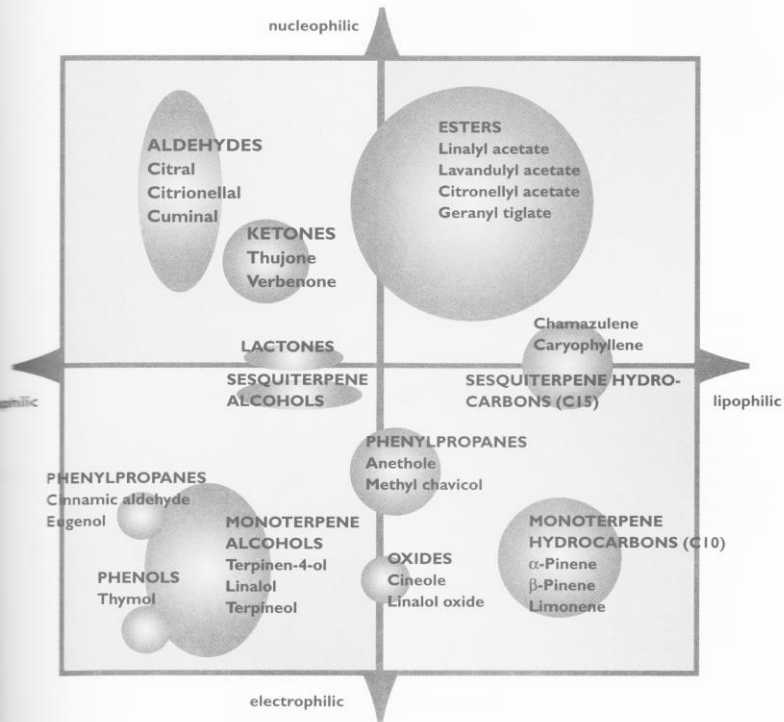 nucleophilic
ALDEHYDES
Citral
Citrionellal
Cuminal
ESTERS
Linalyl acetate
Lavandulyl acetate
Citronellyl acetate
Geranyl tiglate
KETONES
Thujone
Verbenone
Chamazulene
Caryophyllene
LACTONES
SESQUITERPENE
ALCOHOLS
SESQUITERPENE HYDRO-
CARBONS (C15)
lipophilic
PHENYLPROPANES
Anethole
Methyl chavicol
PHENYLPROPANES
Cinnamic aldehyde
Eugenol
MONOTERPENE
ALCOHOLS
Terpinen-4-ol
Linalol
Terpineol
MONOTERPENE
HYDROCARBONS (C10)
α-Pinene
β-Pinene
Limonene
OXIDES
Cineole
Linalol oxide
PHENOLS
Thymol
electrophilic